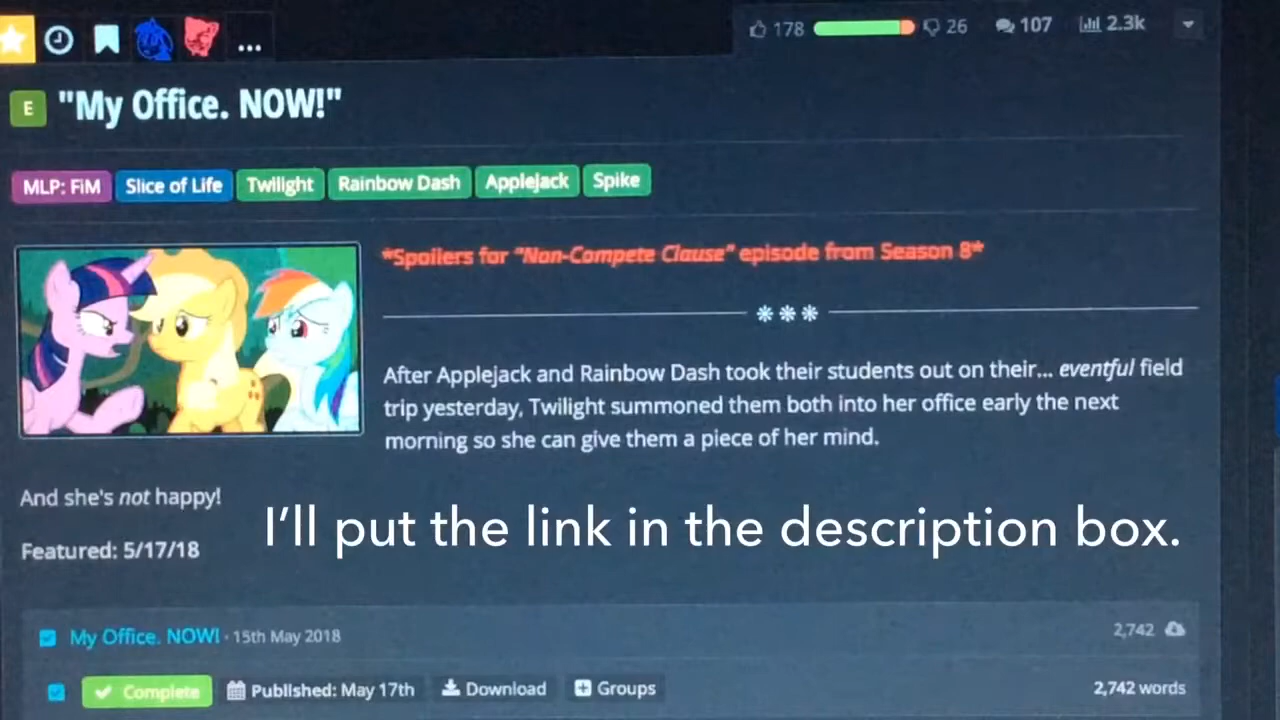 178 26 107 2.3k
E "My Office. NOW!"
MLP: FiM Slice of Life Twilight Rainbow Dash Applejack Spike
*Spoilers for "Non-Compete Clause" episode from Season 8*
After Applejack and Rainbow Dash took their students out on their... eventful field
trip yesterday, Twilight summoned them both into her office early the next
morning so she can give them a piece of her mind.
And she's not happy!
I'll put the link in the description box.
Featured: 5/17/18
My Office. NOW! · 15th May 2018 2,742
Complete Published: May 17th Download Groups 2,742 words